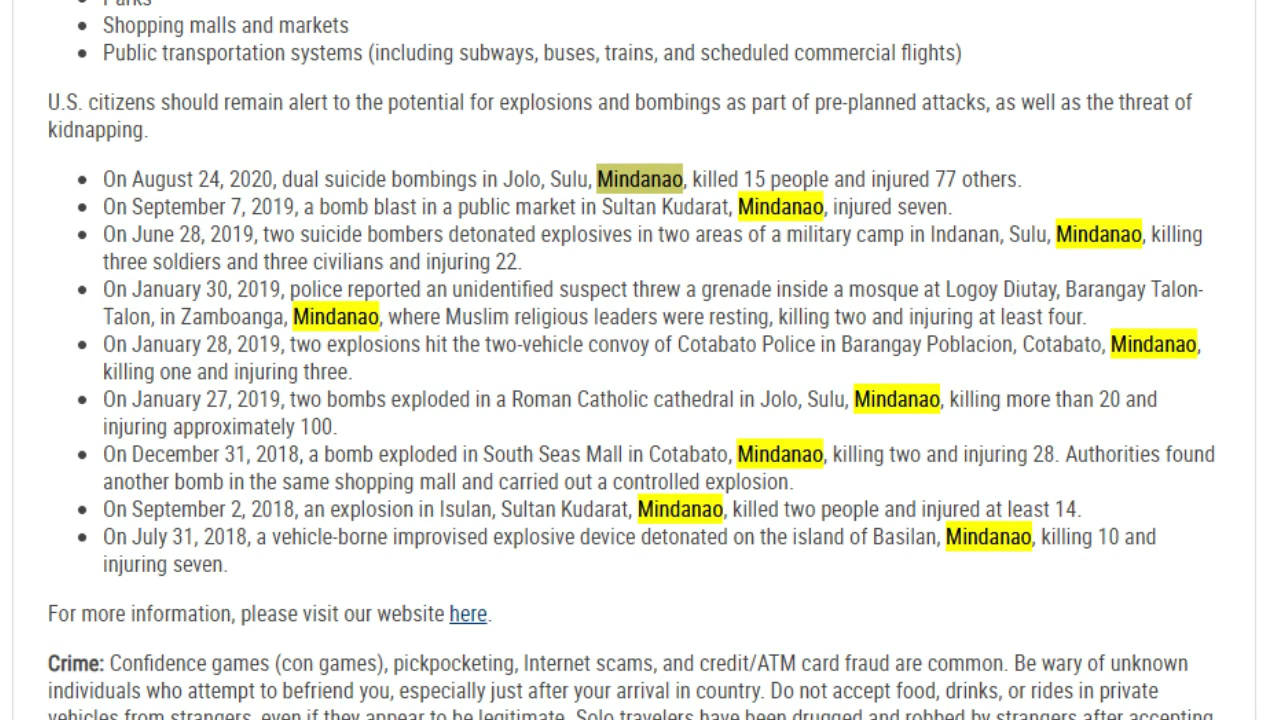 Parks
Shopping malls and markets
Public transportation systems (including subways, buses, trains, and scheduled commercial flights)
U.S. citizens should remain alert to the potential for explosions and bombings as part of pre-planned attacks, as well as the threat of
kidnapping.
On August 24, 2020, dual suicide bombings in Jolo, Sulu, Mindanao, killed 15 people and injured 77 others.
On September 7, 2019, a bomb blast in a public market in Sultan Kudarat, Mindanao, injured seven.
On June 28, 2019, two suicide bombers detonated explosives in two areas of a military camp in Indanan, Sulu, Mindanao, killing
three soldiers and three civilians and injuring 22.
On January 30, 2019, police reported an unidentified suspect threw a grenade inside a mosque at Logoy Diutay, Barangay Talon-
Talon, in Zamboanga, Mindanao, where Muslim religious leaders were resting, killing two and injuring at least four.
On January 28, 2019, two explosions hit the two-vehicle convoy of Cotabato Police in Barangay Poblacion, Cotabato, Mindanao,
killing one and injuring three.
On January 27, 2019, two bombs exploded in a Roman Catholic cathedral in Jolo, Sulu, Mindanao, killing more than 20 and
injuring approximately 100.
On December 31, 2018, a bomb exploded in South Seas Mall in Cotabato, Mindanao, killing two and injuring 28. Authorities found
another bomb in the same shopping mall and carried out a controlled explosion.
On September 2, 2018, an explosion in Isulan, Sultan Kudarat, Mindanao, killed two people and injured at least 14.
On July 31, 2018, a vehicle-borne improvised explosive device detonated on the island of Basilan, Mindanao, killing 10 and
injuring seven.
For more information, please visit our website here.
Crime: Confidence games (con games), pickpocketing, Internet scams, and credit/ATM card fraud are common. Be wary of unknown
individuals who attempt to befriend you, especially just after your arrival in country. Do not accept food, drinks, or rides in private
vehicles from strangers, even if they appear to be legitimate. Solo travelers have been drugged and robbed by strangers after accepting